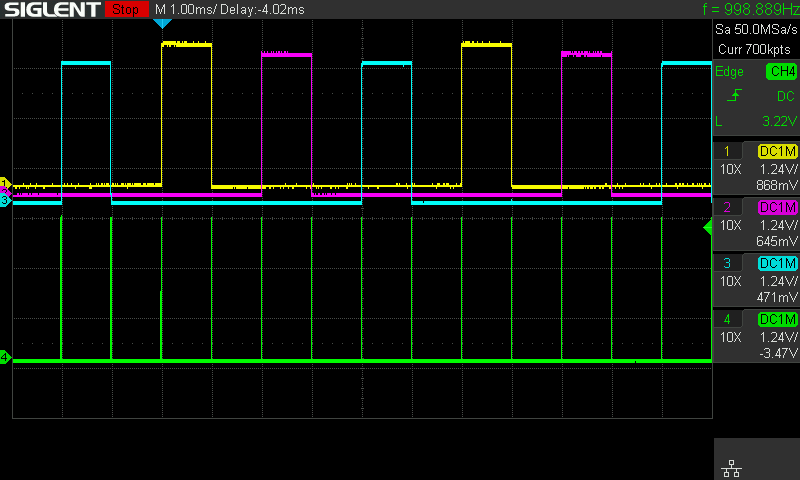 SIGLENT Stop M 1.00ms/ Delay:-4.02ms f = 998.889Hz
Sa 50.0MSa/s
Curr 700kpts
Edge CH4
DC
L 3.22V
1 DC1M
10X 1.24V/
868mV
2 DC1M
10X 1.24V/
645mV
3 DC1M
10X 1.24V/
471mV
4 DC1M
10X 1.24V/
-3.47V
1
3
4